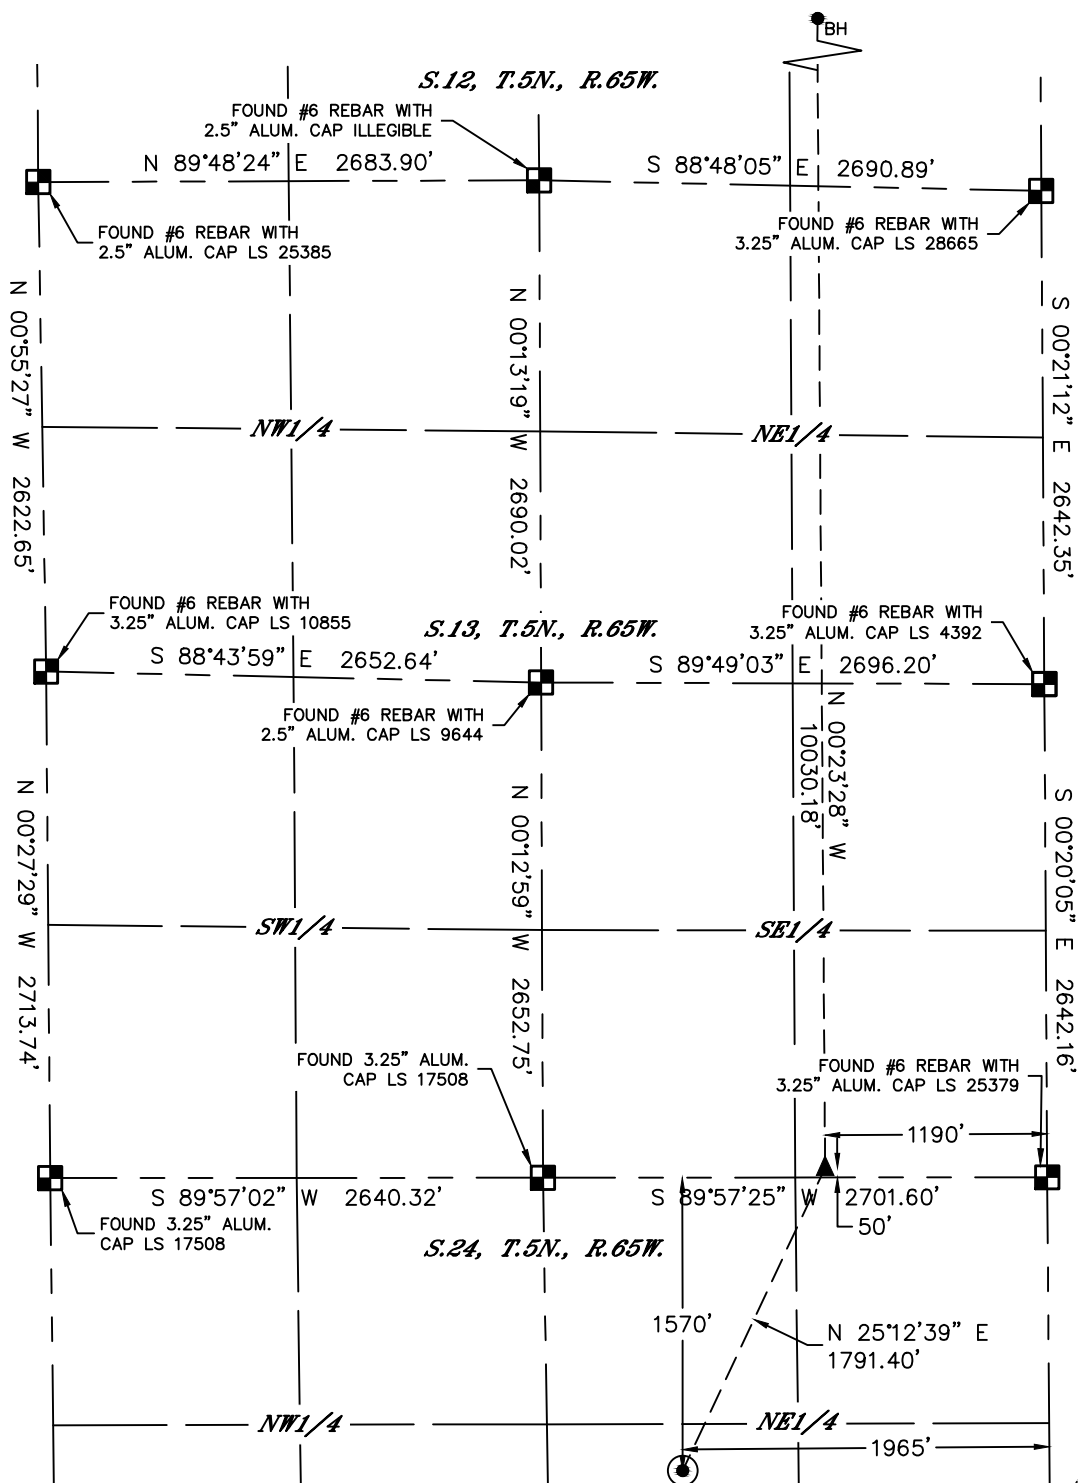 BH
S.12, T.5N., R.65W.
FOUND #6 REBAR WITH
2.5" ALUM. CAP ILLEGIBLE
N 89°48'24" E 2683.90'
S 88°48'05" E 2690.89'
FOUND #6 REBAR WITH
2.5" ALUM. CAP LS 25385
FOUND #6 REBAR WITH
3.25" ALUM. CAP LS 28665
N 00°55'27" W 2622.65'
N 00°13'19" W 2690.02'
S 00°21'12" E 2642.35'
NW1/4
NE1/4
FOUND #6 REBAR WITH
3.25" ALUM. CAP LS 10855
S.13, T.5N., R.65W.
FOUND #6 REBAR WITH
3.25" ALUM. CAP LS 4392
S 88°43'59" E 2652.64'
S 89°49'03" E 2696.20'
FOUND #6 REBAR WITH
2.5" ALUM. CAP LS 9644
N 00°23'28" W
10030.18'
N 00°27'29" W 2713.74'
N 00°12'59" W 2652.75'
S 00°20'05" E 2642.16'
SW1/4
SE1/4
FOUND 3.25" ALUM.
CAP LS 17508
FOUND #6 REBAR WITH
3.25" ALUM. CAP LS 25379
1190'
S 89°57'02" W 2640.32'
S 89°57'25" W 2701.60'
50'
FOUND 3.25" ALUM.
CAP LS 17508
S.24, T.5N., R.65W.
1570'
N 25°12'39" E
1791.40'
NW1/4
NE1/4
1965'